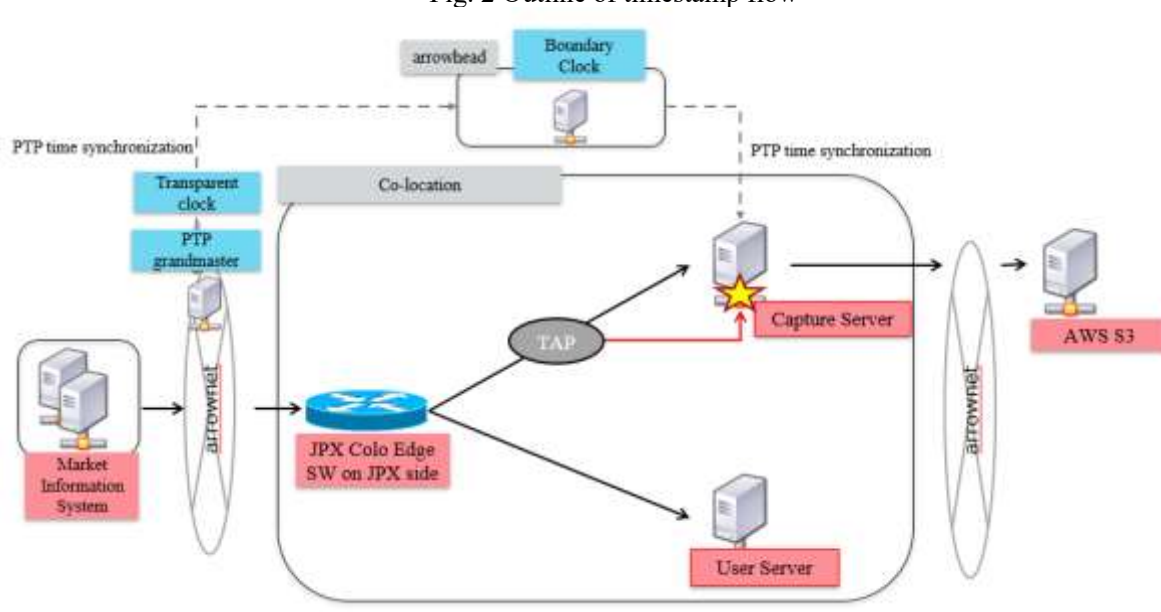 Fig. 2 Outline of timestamp flow
arrowhead
Boundary
Clock
PTP time synchronization
PTP time synchronization
Transparent
clock
Co-location
PTP
grandmaster
TAP
Capture Server
AWS S3
arrownet
arrownet
JPX Colo Edge
SW on JPX side
Market
Information
System
User Server